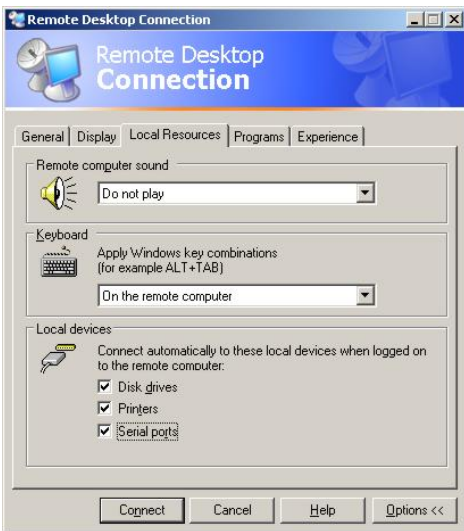 Remote Desktop Connection
Remote Desktop
Connection
General Display Local Resources Programs Experience
Remote computer sound
Do not play
Keyboard
Apply Windows key combinations
(for example ALT+TAB)
On the remote computer
Local devices
Connect automatically to these local devices when logged on
to the remote computer:
Disk drives
Printers
Serial ports
Connect Cancel Help Options <<